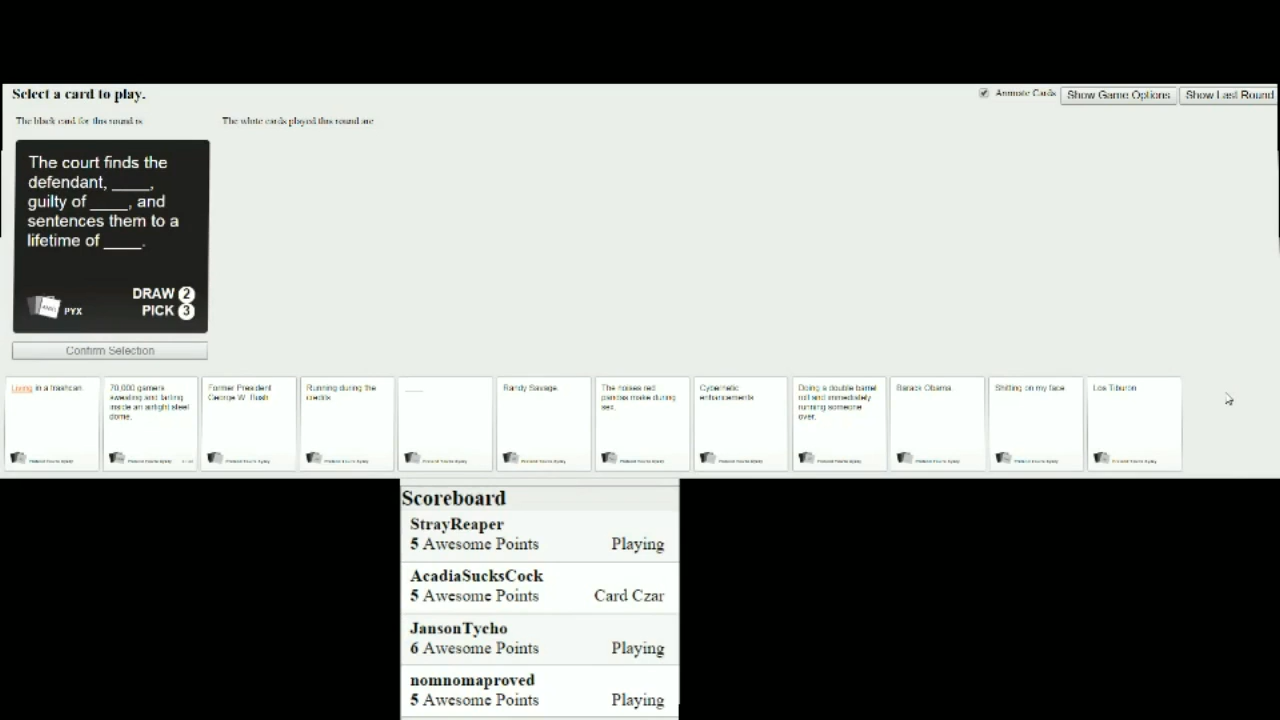 Select a card to play.
Animate Cards
Show Game Options
Show Last Round
The black card for this round is
The white cards played this round are
The court finds the
defendant, ____,
guilty of ____, and
sentences them to a
lifetime of ____.
DRAW 2
PICK 3
PYX
Confirm Selection
Living in a trashcan.
70,000 gamers
sweating and farting
inside an airtight steel
dome.
Former President
George W. Bush.
Running during the
credits
____
Randy Savage.
The noises red
pandas make during
sex.
Cybernetic
enhancements.
Doing a double barrel
roll and immediately
running someone
over.
Barack Obama.
Shitting on my face
Los Tiburon
Scoreboard
StrayReaper
5 Awesome Points Playing
AcadiaSucksCock
5 Awesome Points Card Czar
JansonTycho
6 Awesome Points Playing
nomnomaproved
5 Awesome Points Playing